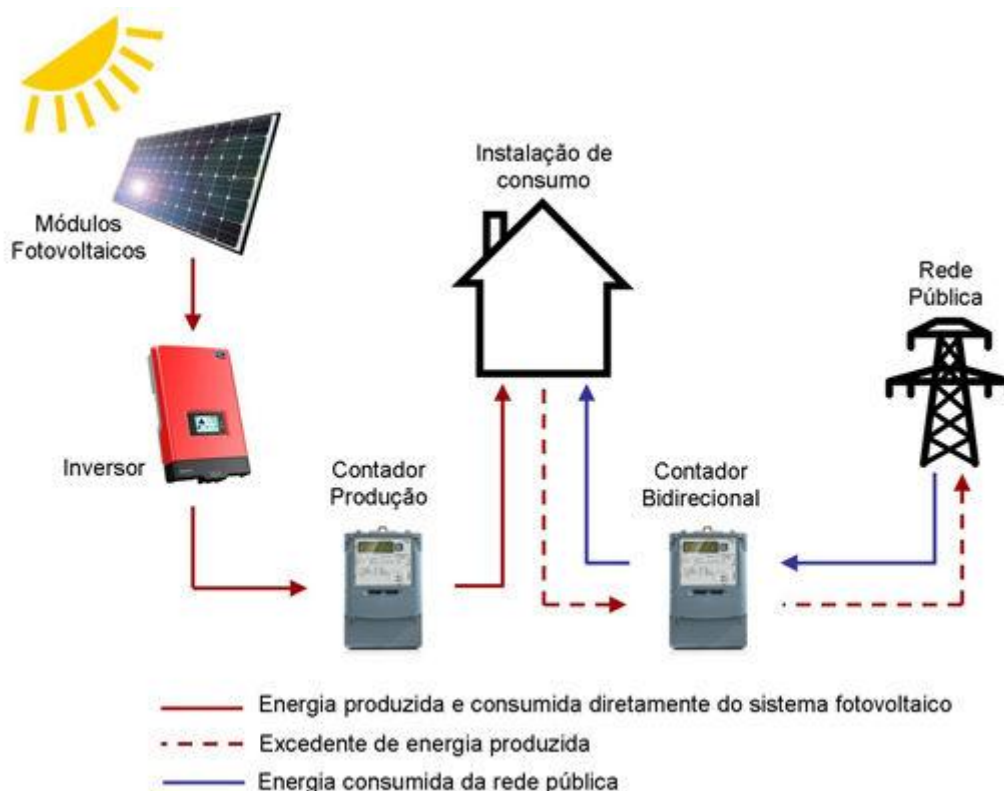 Instalação de
consumo
Módulos
Fotovoltaicos
Rede
Pública
Inversor
Contador
Produção
Contador
Bidirecional
Energia produzida e consumida diretamente do sistema fotovoltaico
Excedente de energia produzida
Energia consumida da rede pública